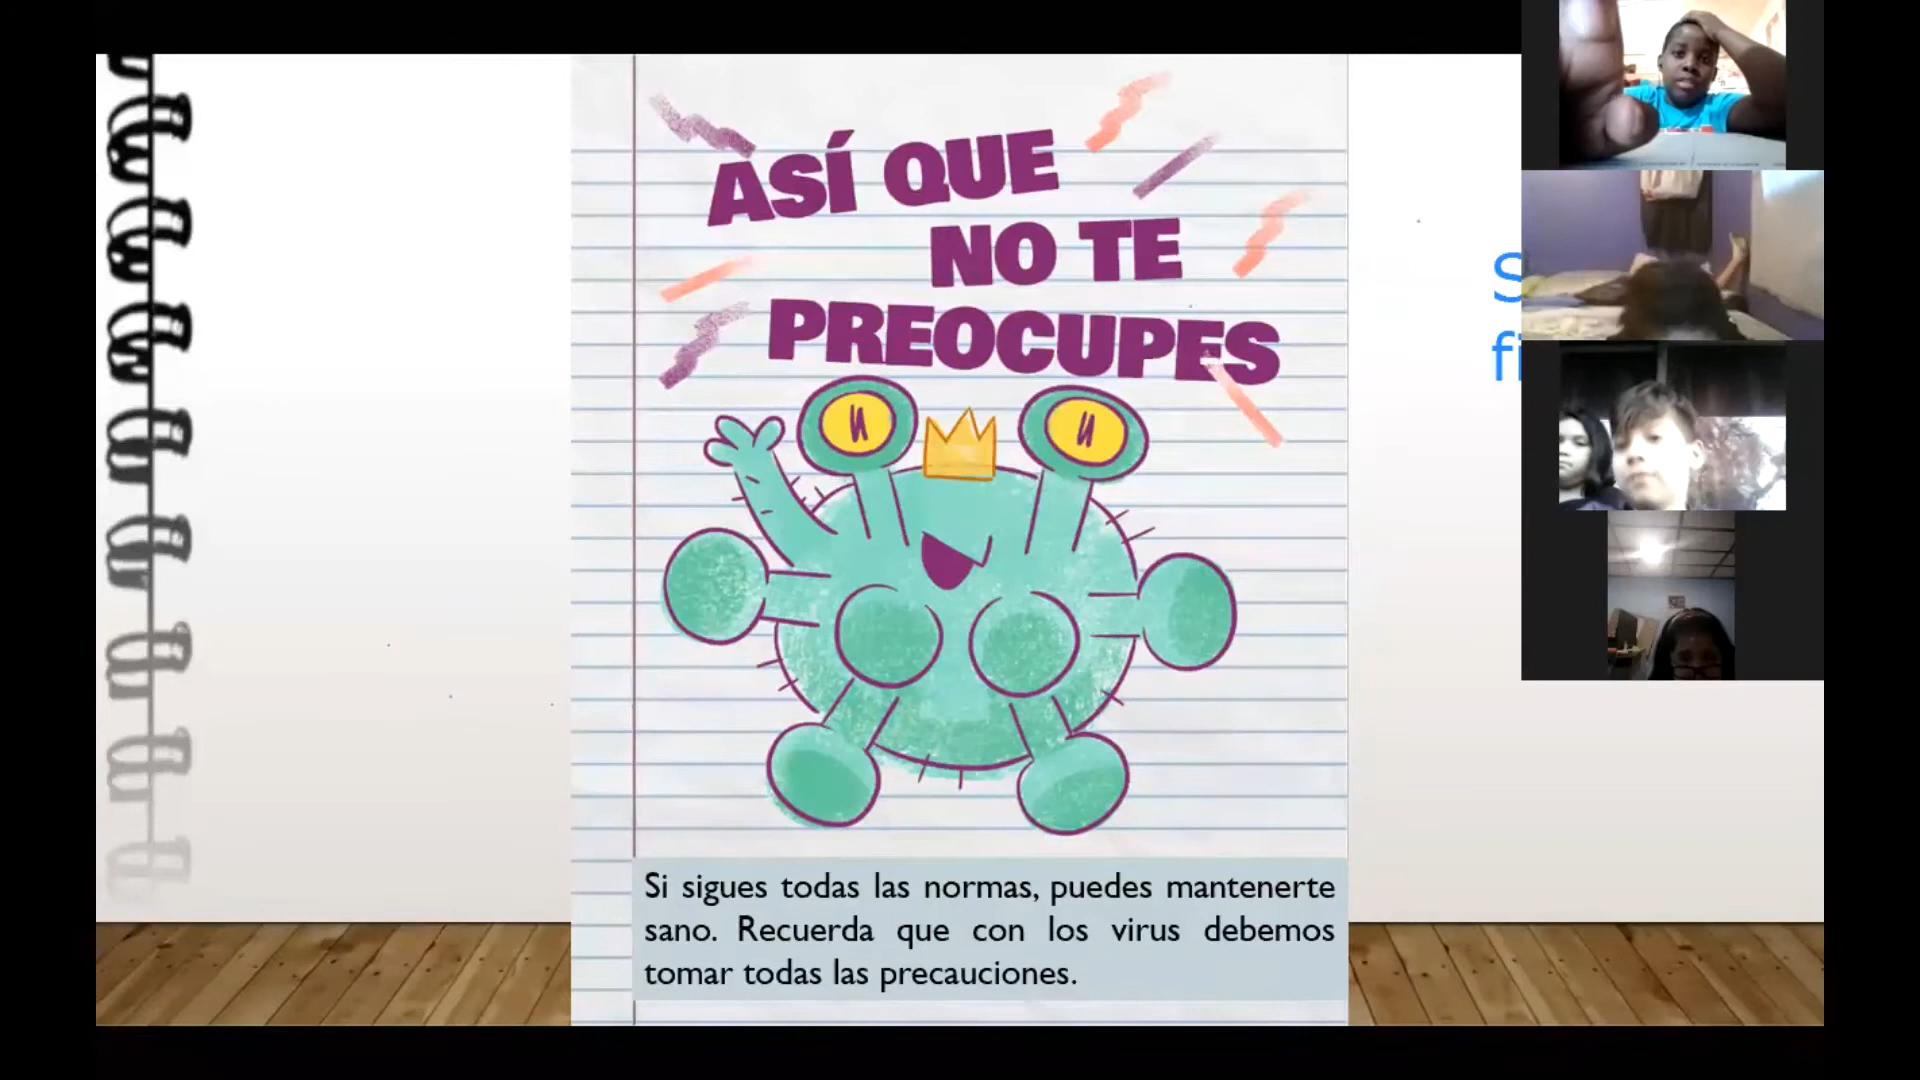 ASÍ QUE
NO TE
PREOCUPES
Si sigues todas las normas, puedes mantenerte
sano. Recuerda que con los virus debemos
tomar todas las precauciones.
S
fi